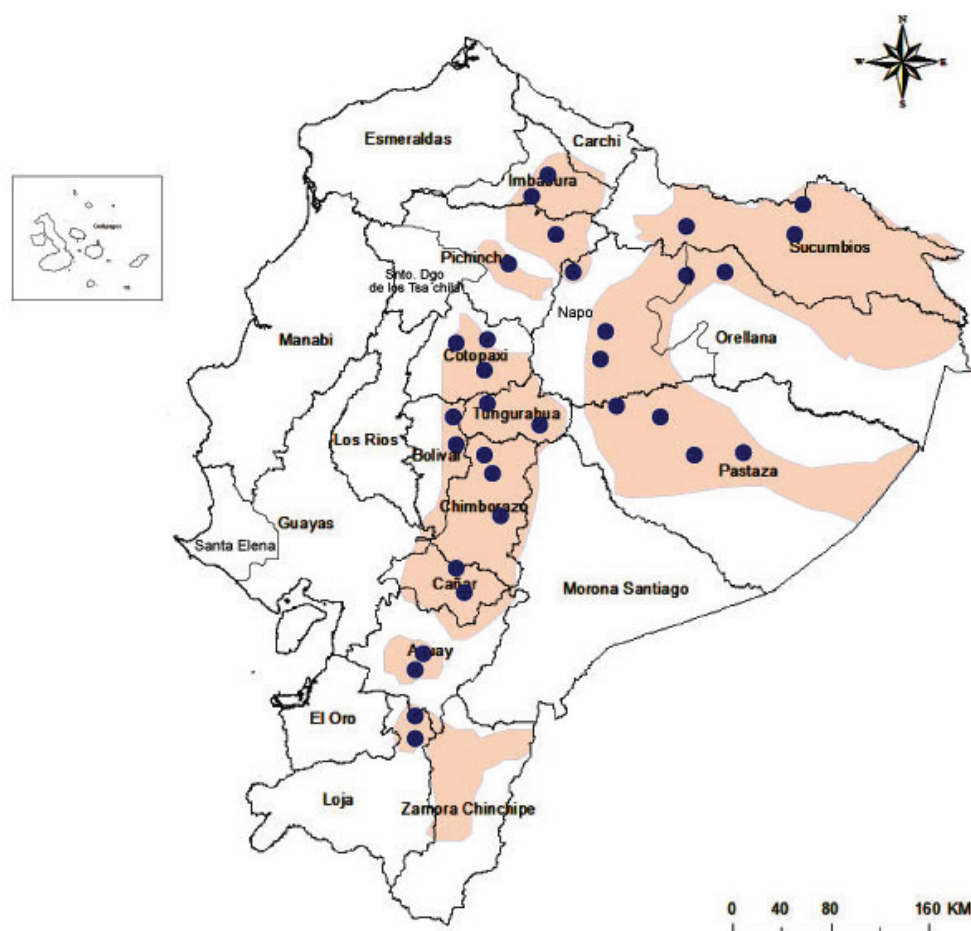 N
W
E
S
Esmeraldas
Carchi
Imbabura
Galápagos
Sucumbios
Pichincha
Snto. Dgo
de los Tsa chila
Napo
Manabi
Orellana
Cotopaxi
Tungurahua
Los Rios
Bolivar
Pastaza
Chimborazo
Guayas
Santa Elena
Cañar
Morona Santiago
Azuay
El Oro
Loja
Zamora Chinchipe
0 40 80 160 KM